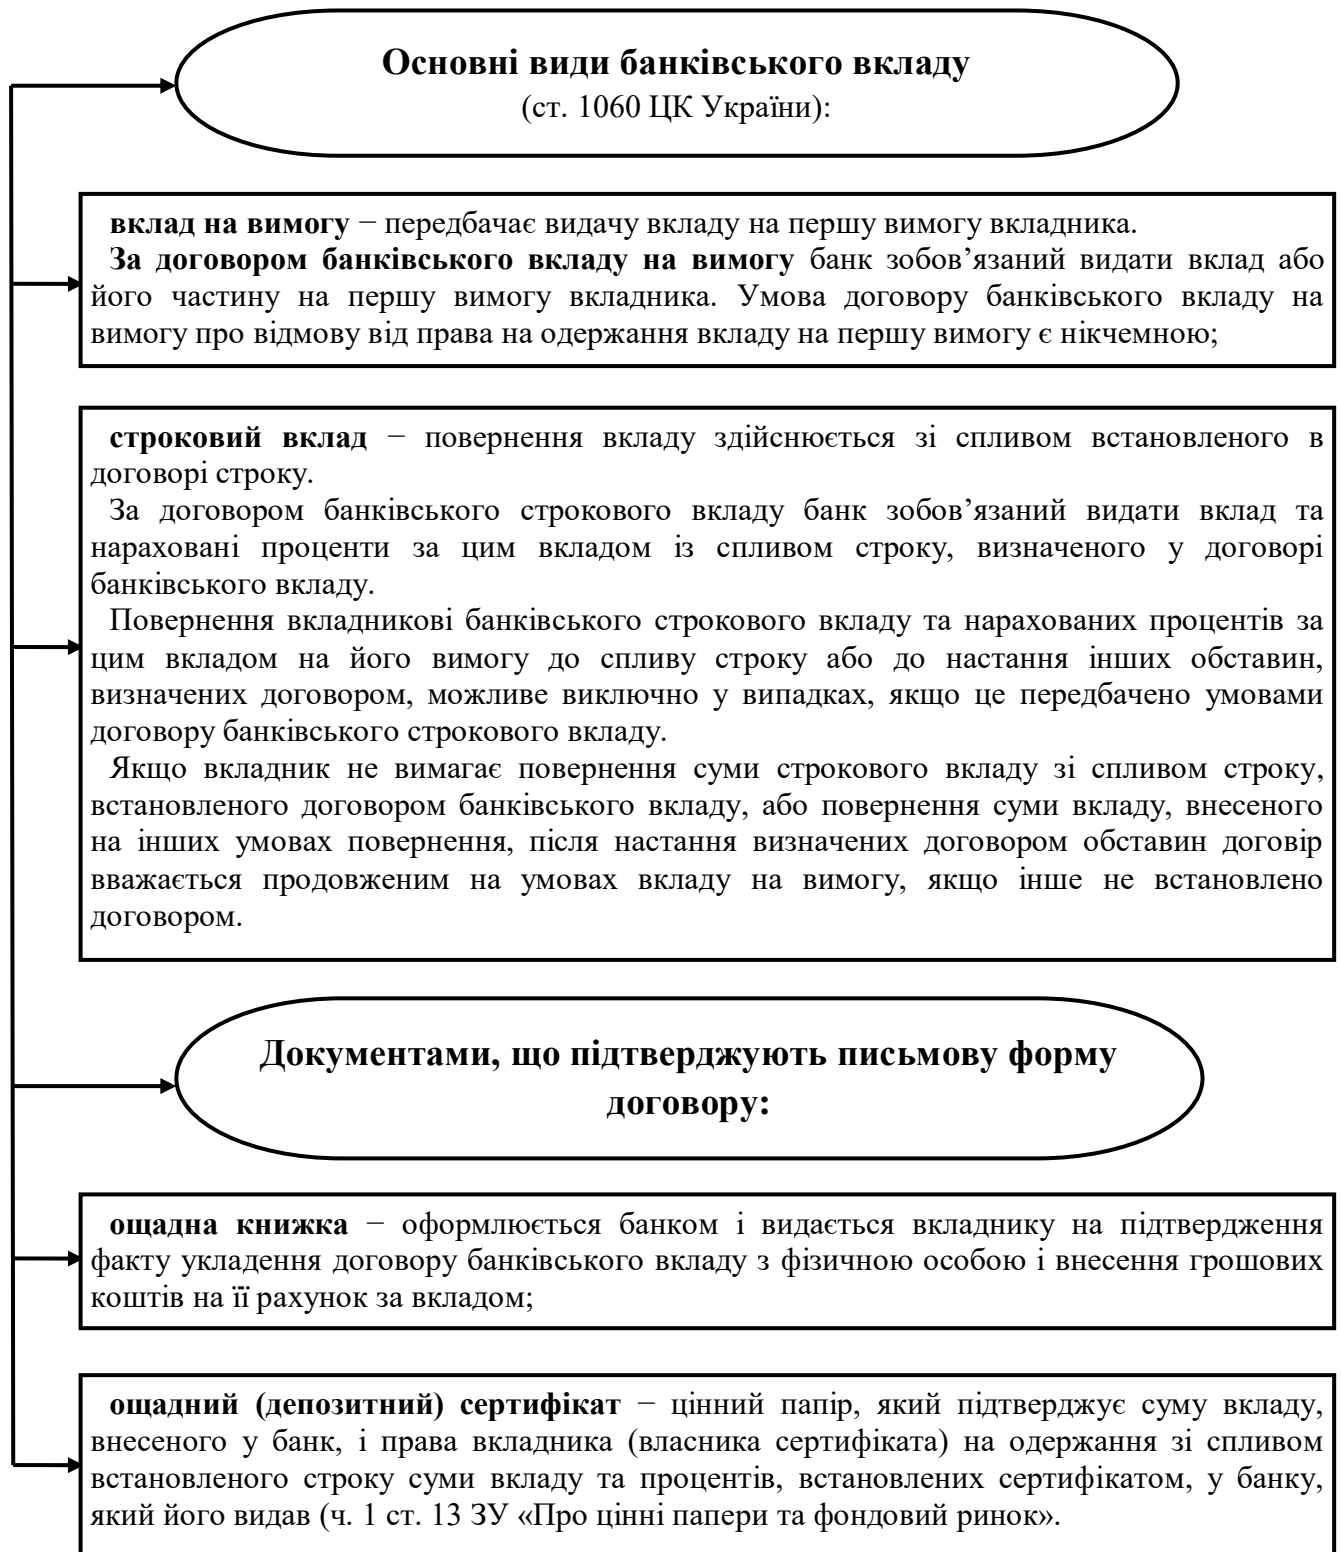 Основні види банківського вкладу
(ст. 1060 ЦК України):
вклад на вимогу − передбачає видачу вкладу на першу вимогу вкладника.
За договором банківського вкладу на вимогу банк зобов’язаний видати вклад або
його частину на першу вимогу вкладника. Умова договору банківського вкладу на
вимогу про відмову від права на одержання вкладу на першу вимогу є нікчемною;
строковий вклад − повернення вкладу здійснюється зі спливом встановленого в
договорі строку.
За договором банківського строкового вкладу банк зобов’язаний видати вклад та
нараховані проценти за цим вкладом із спливом строку, визначеного у договорі
банківського вкладу.
Повернення вкладникові банківського строкового вкладу та нарахованих процентів за
цим вкладом на його вимогу до спливу строку або до настання інших обставин,
визначених договором, можливе виключно у випадках, якщо це передбачено умовами
договору банківського строкового вкладу.
Якщо вкладник не вимагає повернення суми строкового вкладу зі спливом строку,
встановленого договором банківського вкладу, або повернення суми вкладу, внесеного
на інших умовах повернення, після настання визначених договором обставин договір
вважається продовженим на умовах вкладу на вимогу, якщо інше не встановлено
договором.
Документами, що підтверджують письмову форму
договору:
ощадна книжка − оформлюється банком і видається вкладнику на підтвердження
факту укладення договору банківського вкладу з фізичною особою і внесення грошових
коштів на її рахунок за вкладом;
ощадний (депозитний) сертифікат − цінний папір, який підтверджує суму вкладу,
внесеного у банк, і права вкладника (власника сертифіката) на одержання зі спливом
встановленого строку суми вкладу та процентів, встановлених сертифікатом, у банку,
який його видав (ч. 1 ст. 13 ЗУ «Про цінні папери та фондовий ринок».